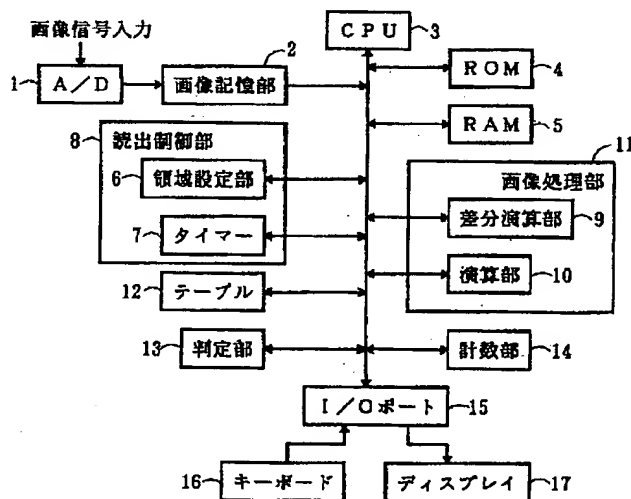 画像信号入力
CPU
3
2
1
A/D
画像記憶部
ROM
4
RAM
5
8
読出制御部
6
領域設定部
7
タイマー
11
画像処理部
差分演算部
9
演算部
10
12
テーブル
13
判定部
計数部
14
I/Oポート
15
16
キーボード
ディスプレイ
17